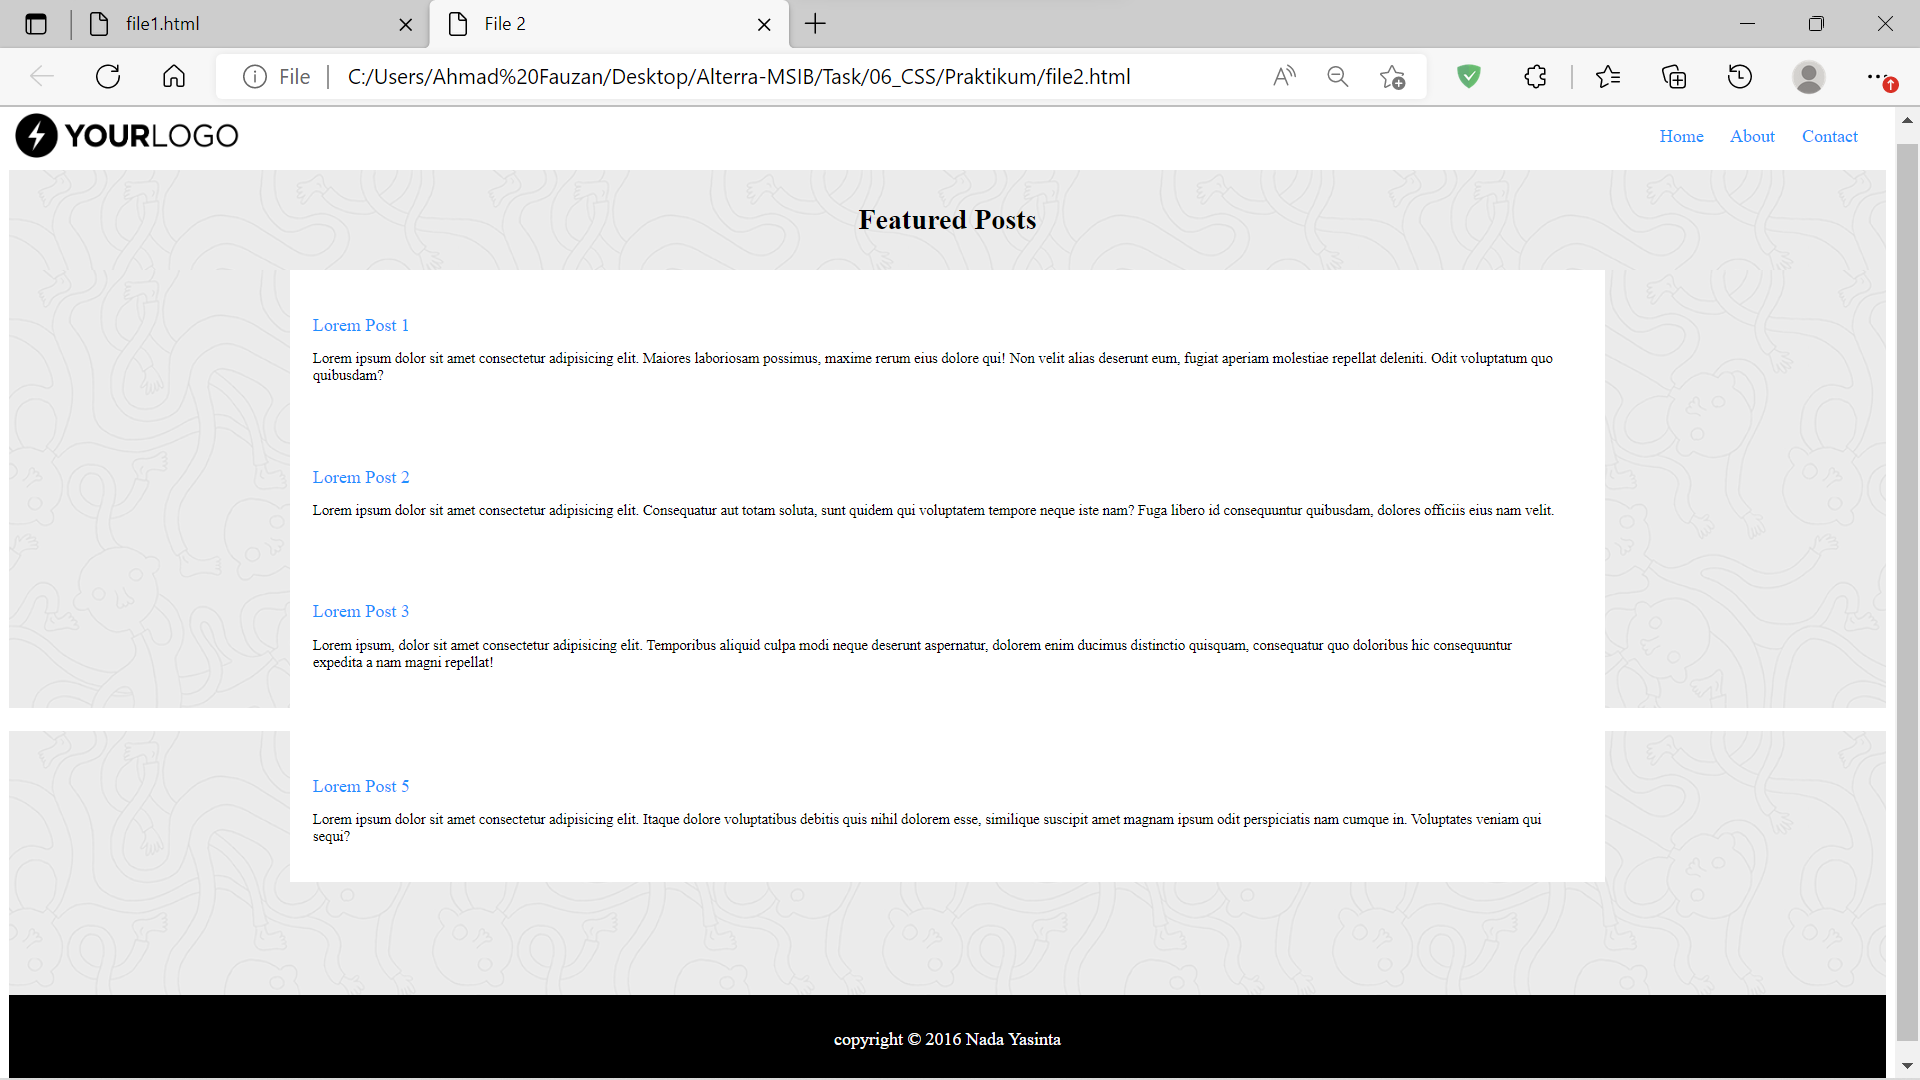 file1.html
File 2
File
C:/Users/Ahmad%20Fauzan/Desktop/Alterra-MSIB/Task/06_CSS/Praktikum/file2.html
YOURLOGO
Home
About
Contact
Featured Posts
Lorem Post 1
Lorem ipsum dolor sit amet consectetur adipisicing elit. Maiores laboriosam possimus, maxime rerum eius dolore qui! Non velit alias deserunt eum, fugiat aperiam molestiae repellat deleniti. Odit voluptatum quo
quibusdam?
Lorem Post 2
Lorem ipsum dolor sit amet consectetur adipisicing elit. Consequatur aut totam soluta, sunt quidem qui voluptatem tempore neque iste nam? Fuga libero id consequuntur quibusdam, dolores officiis eius nam velit.
Lorem Post 3
Lorem ipsum, dolor sit amet consectetur adipisicing elit. Temporibus aliquid culpa modi neque deserunt aspernatur, dolorem enim ducimus distinctio quisquam, consequatur quo doloribus hic consequuntur
expedita a nam magni repellat!
Lorem Post 5
Lorem ipsum dolor sit amet consectetur adipisicing elit. Itaque dolore voluptatibus debitis quis nihil dolorem esse, similique suscipit amet magnam ipsum odit perspiciatis nam cumque in. Voluptates veniam qui
sequi?
copyright © 2016 Nada Yasinta